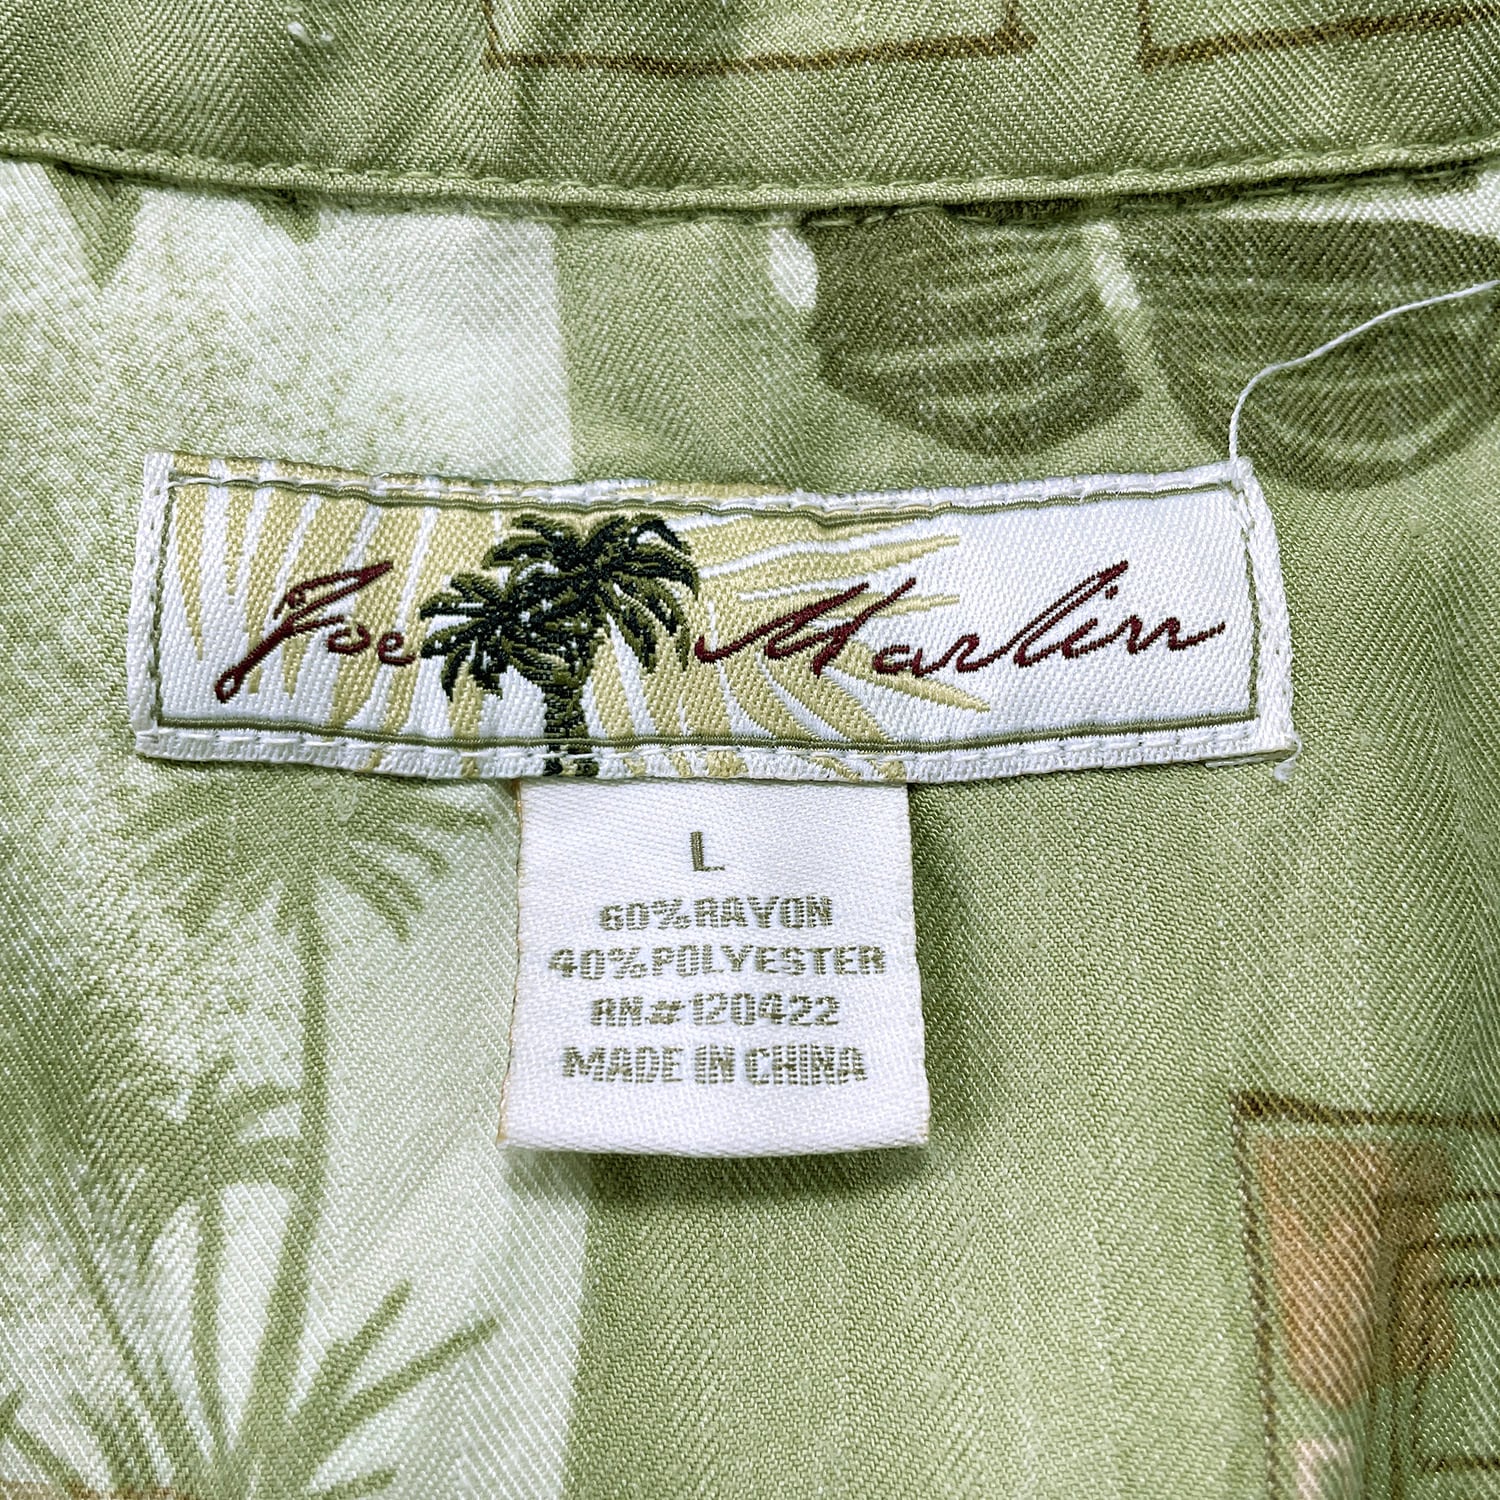 Joe Marlin
L
60%RAYON
40%POLYESTER
RN#120422
MADE IN CHINA